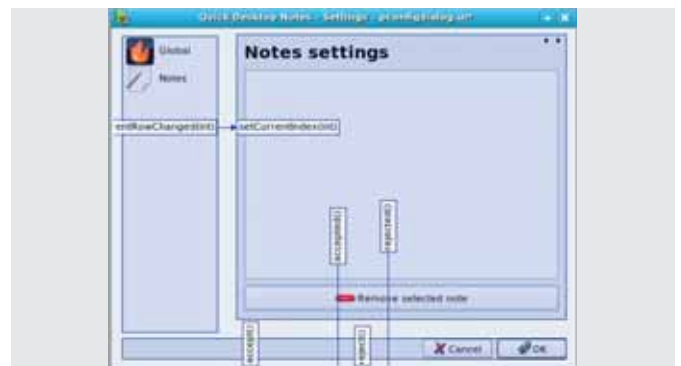 Quick Desktop Notes - Settings - pconfigdialog.ui*
Global
Notes settings
Notes
entRowChanged(int)
setCurrentIndex(int)
accepted()
rejected()
Remove selected note
accept()
reject()
Cancel
OK